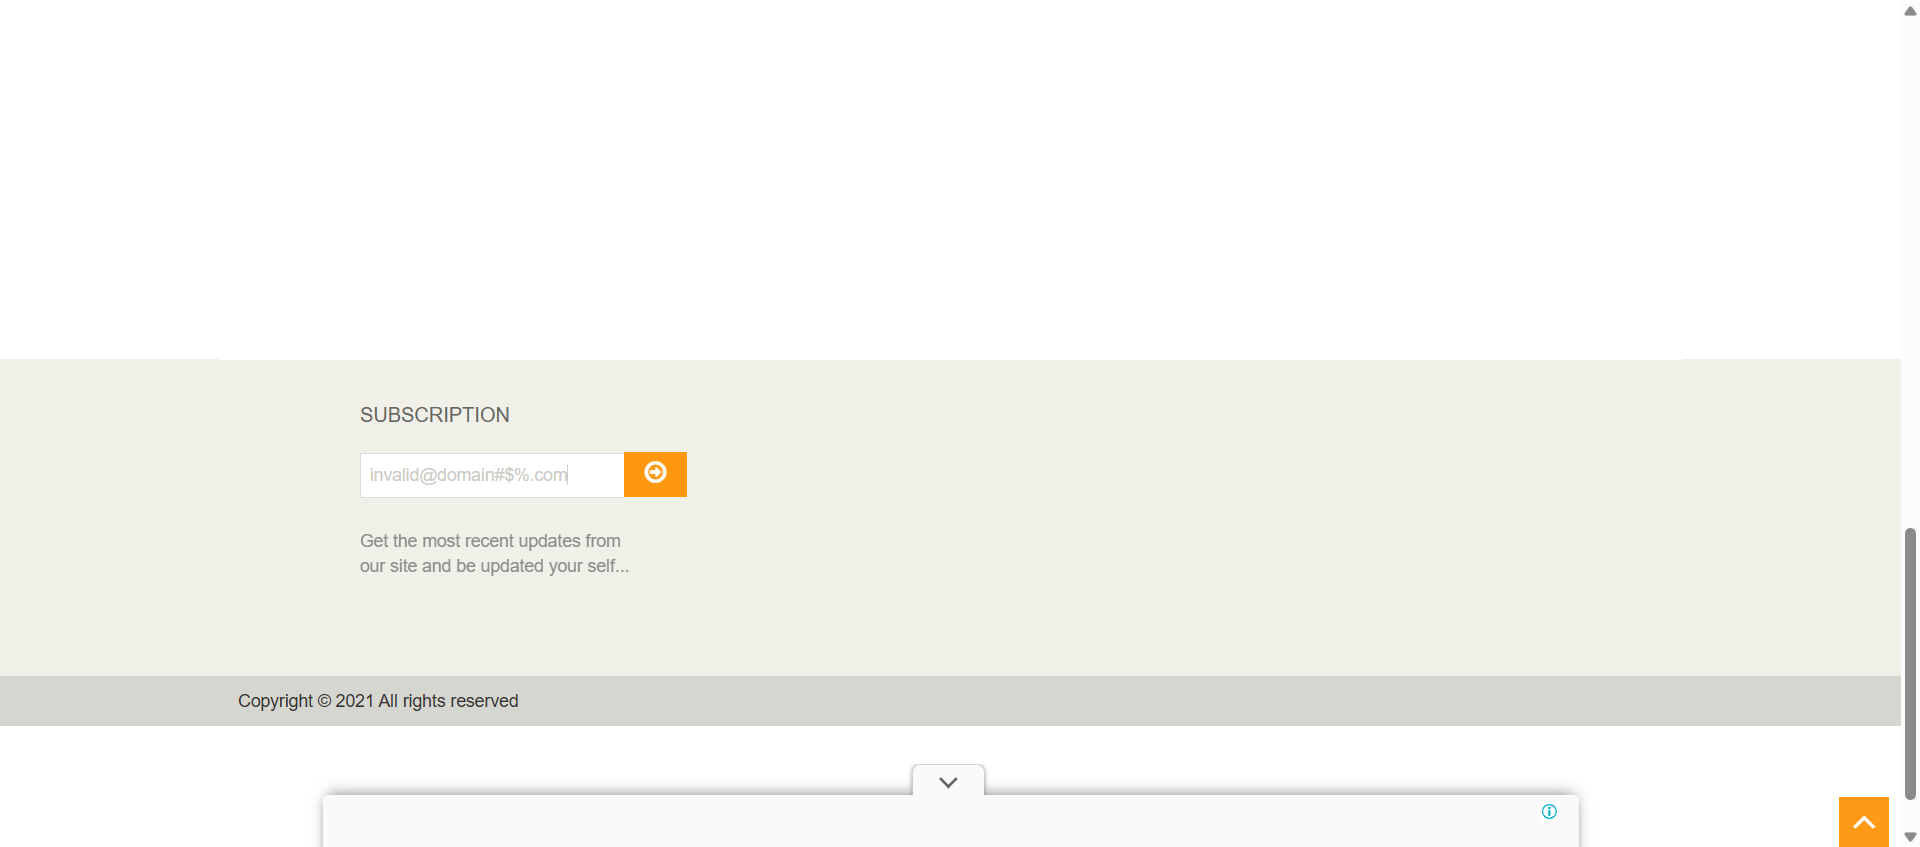 SUBSCRIPTION
invalid@domain#$%.com
Get the most recent updates from
our site and be updated your self...
Copyright © 2021 All rights reserved